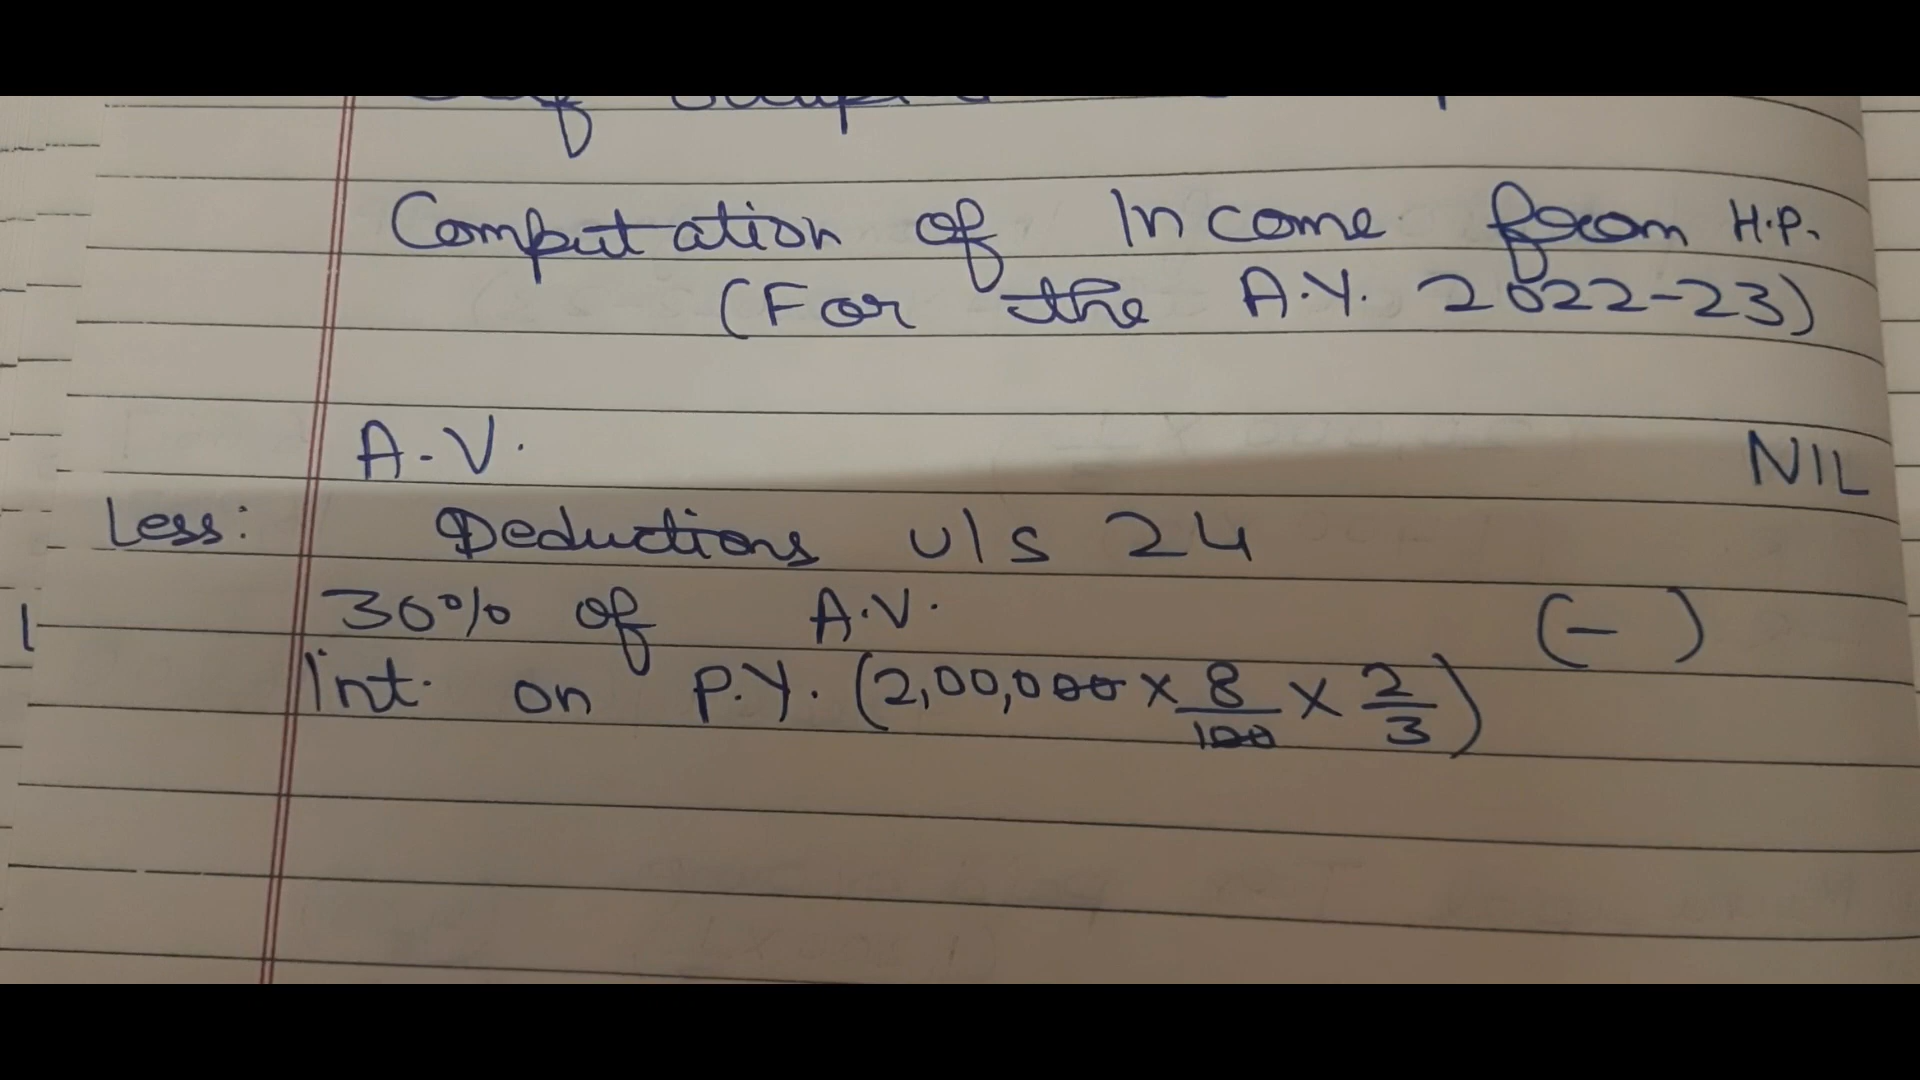 Computation of Income from H.P.
(For the A.Y. 2022-23)
A.V. NIL
Less: Deductions u/s 24
30% of A.V. (-)
Int. on P.Y. (2,00,000 × 8/100 × 2/3)